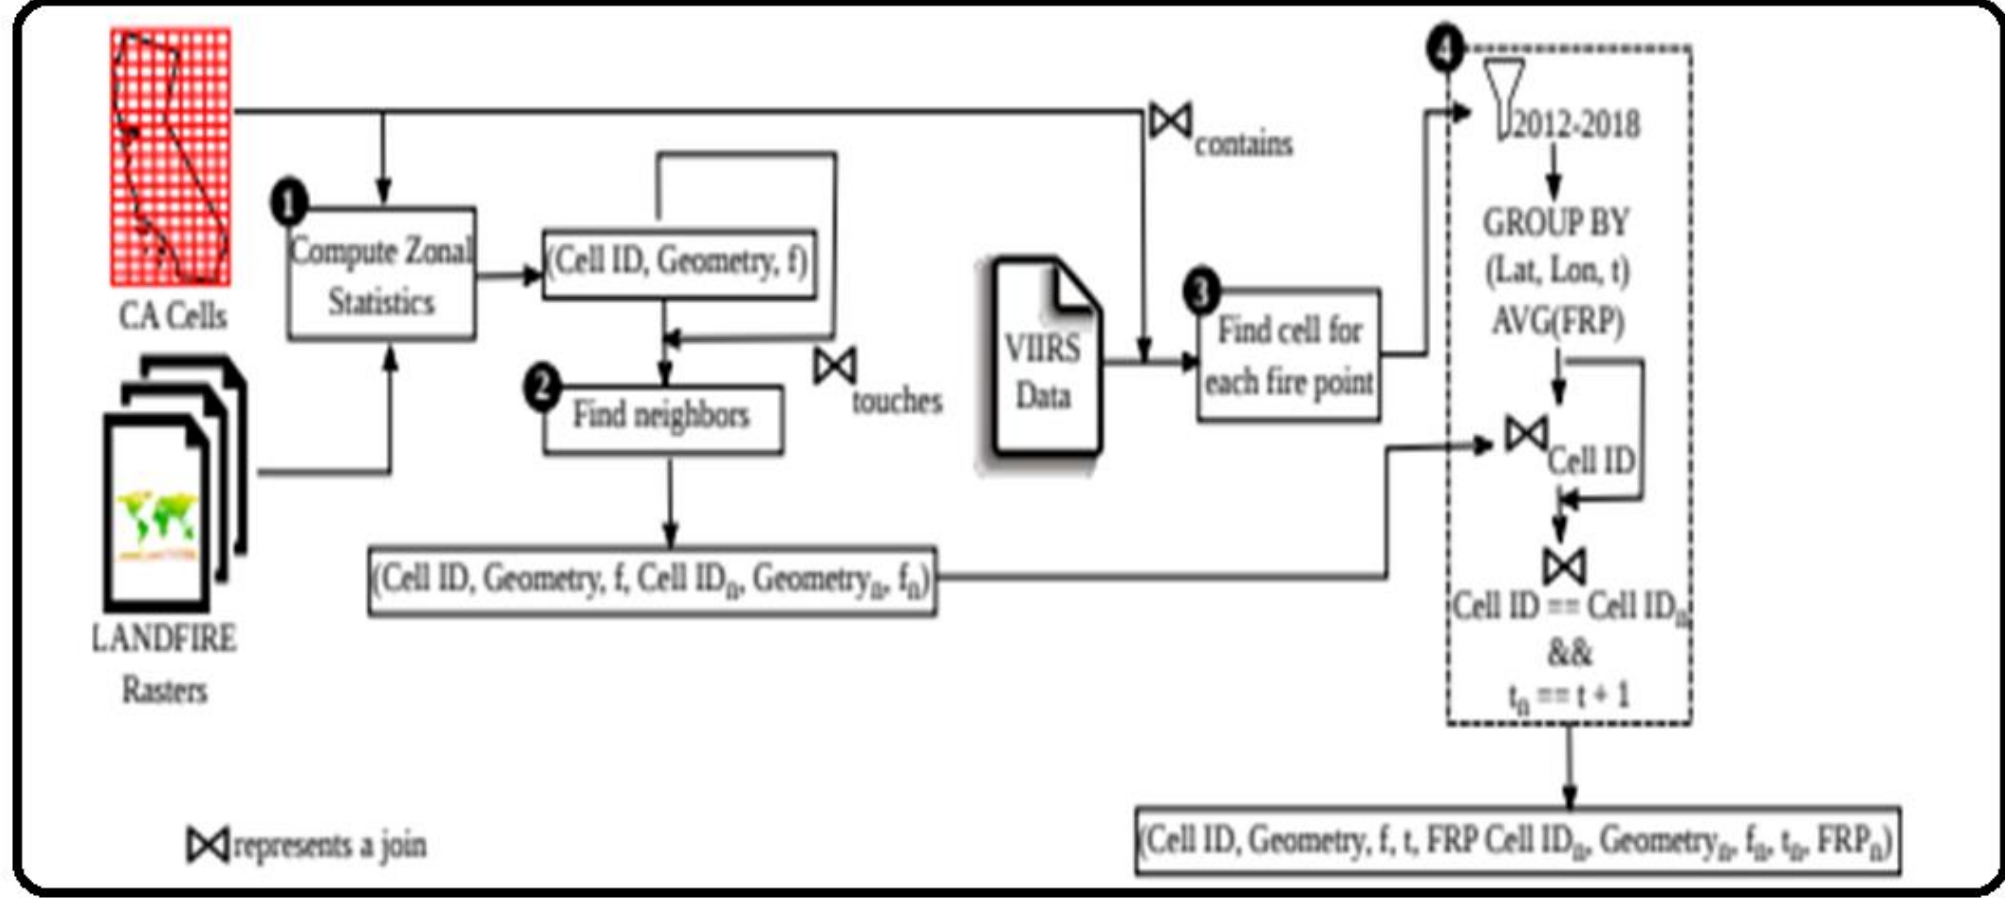 CA Cells
LANDFIRE
Rasters
1
Compute Zonal
Statistics
(Cell ID, Geometry, f)
touches
2
Find neighbors
(Cell ID, Geometry, f, Cell IDn, Geometryn, fn)
contains
VIIRS
Data
3
Find cell for
each fire point
4
2012-2018
GROUP BY
(Lat, Lon, t)
AVG(FRP)
Cell ID
Cell ID == Cell IDn
&&
tn == t + 1
(Cell ID, Geometry, f, t, FRP Cell IDn, Geometryn, fn, tn, FRPn)
represents a join